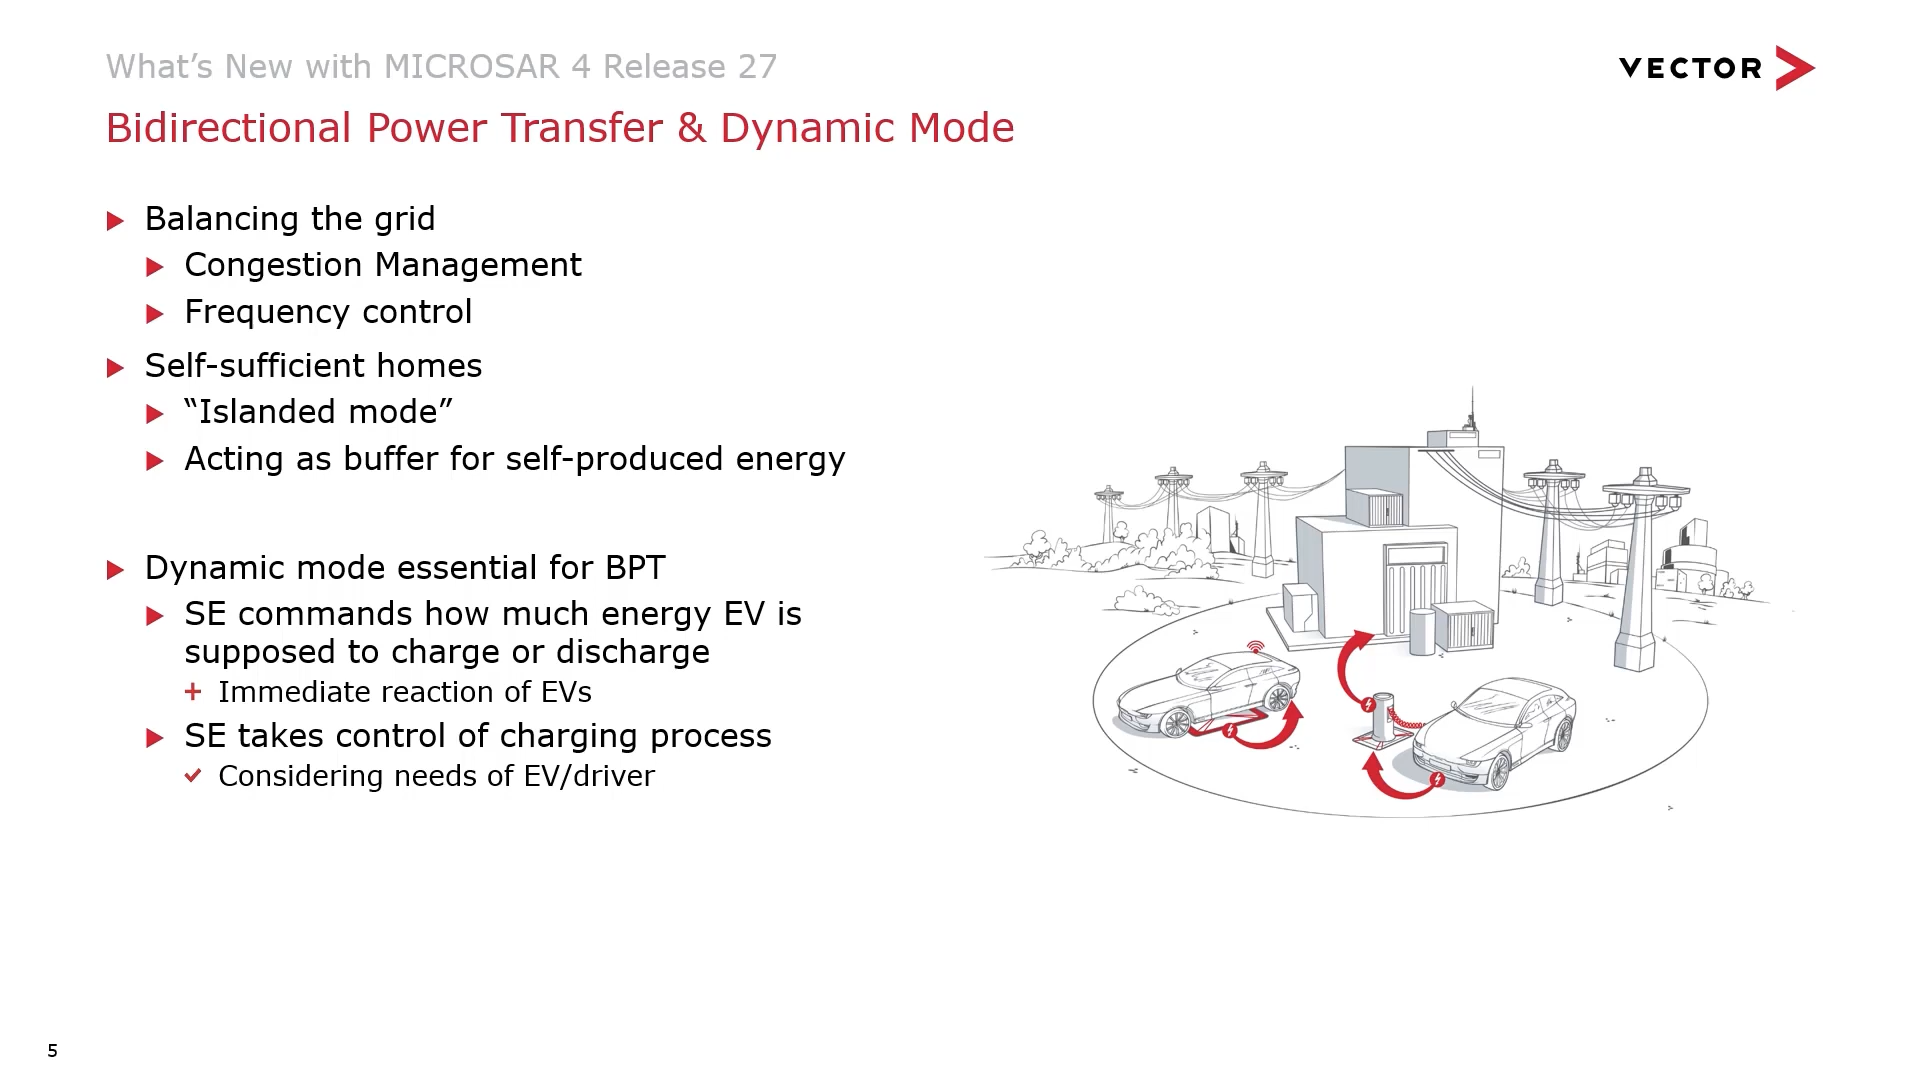 What’s New with MICROSAR 4 Release 27
VECTOR
Bidirectional Power Transfer & Dynamic Mode
Balancing the grid
Congestion Management
Frequency control
Self-sufficient homes
“Islanded mode”
Acting as buffer for self-produced energy
Dynamic mode essential for BPT
SE commands how much energy EV is
supposed to charge or discharge
+ Immediate reaction of EVs
SE takes control of charging process
Considering needs of EV/driver
5